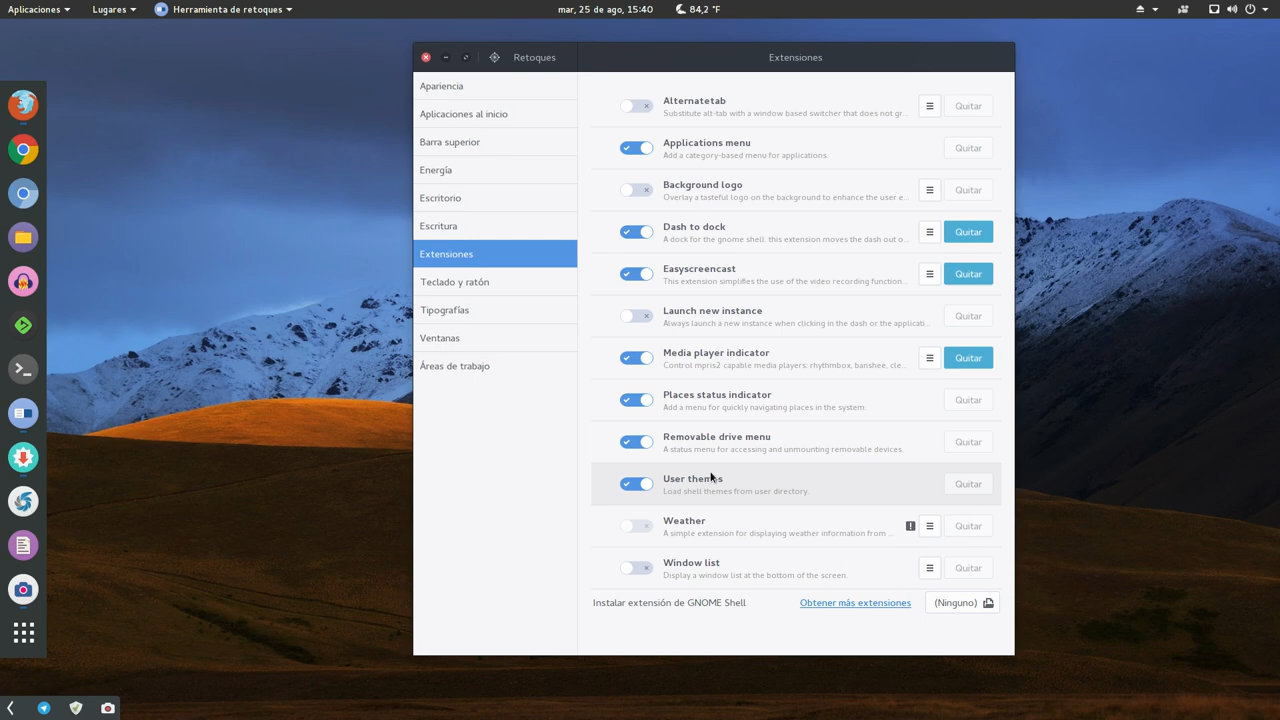 Aplicaciones
Lugares
Herramienta de retoques
mar, 25 de ago, 15:40
84,2 °F
Retoques
Extensiones
Apariencia
Aplicaciones al inicio
Barra superior
Energía
Escritorio
Escritura
Extensiones
Teclado y ratón
Tipografías
Ventanas
Áreas de trabajo
Alternatetab
Substitute alt-tab with a window based switcher that does not gr...
Quitar
Applications menu
Add a category-based menu for applications.
Quitar
Background logo
Overlay a tasteful logo on the background to enhance the user e...
Quitar
Dash to dock
A dock for the gnome shell. this extension moves the dash out o...
Quitar
Easyscreencast
This extension simplifies the use of the video recording function...
Quitar
Launch new instance
Always launch a new instance when clicking in the dash or the applicati...
Quitar
Media player indicator
Control mpris2 capable media players: rhythmbox, banshee, cle...
Quitar
Places status indicator
Add a menu for quickly navigating places in the system.
Quitar
Removable drive menu
A status menu for accessing and unmounting removable devices.
Quitar
User themes
Load shell themes from user directory.
Quitar
Weather
A simple extension for displaying weather information from ...
Quitar
Window list
Display a window list at the bottom of the screen.
Quitar
Instalar extensión de GNOME Shell
Obtener más extensiones
(Ninguno)